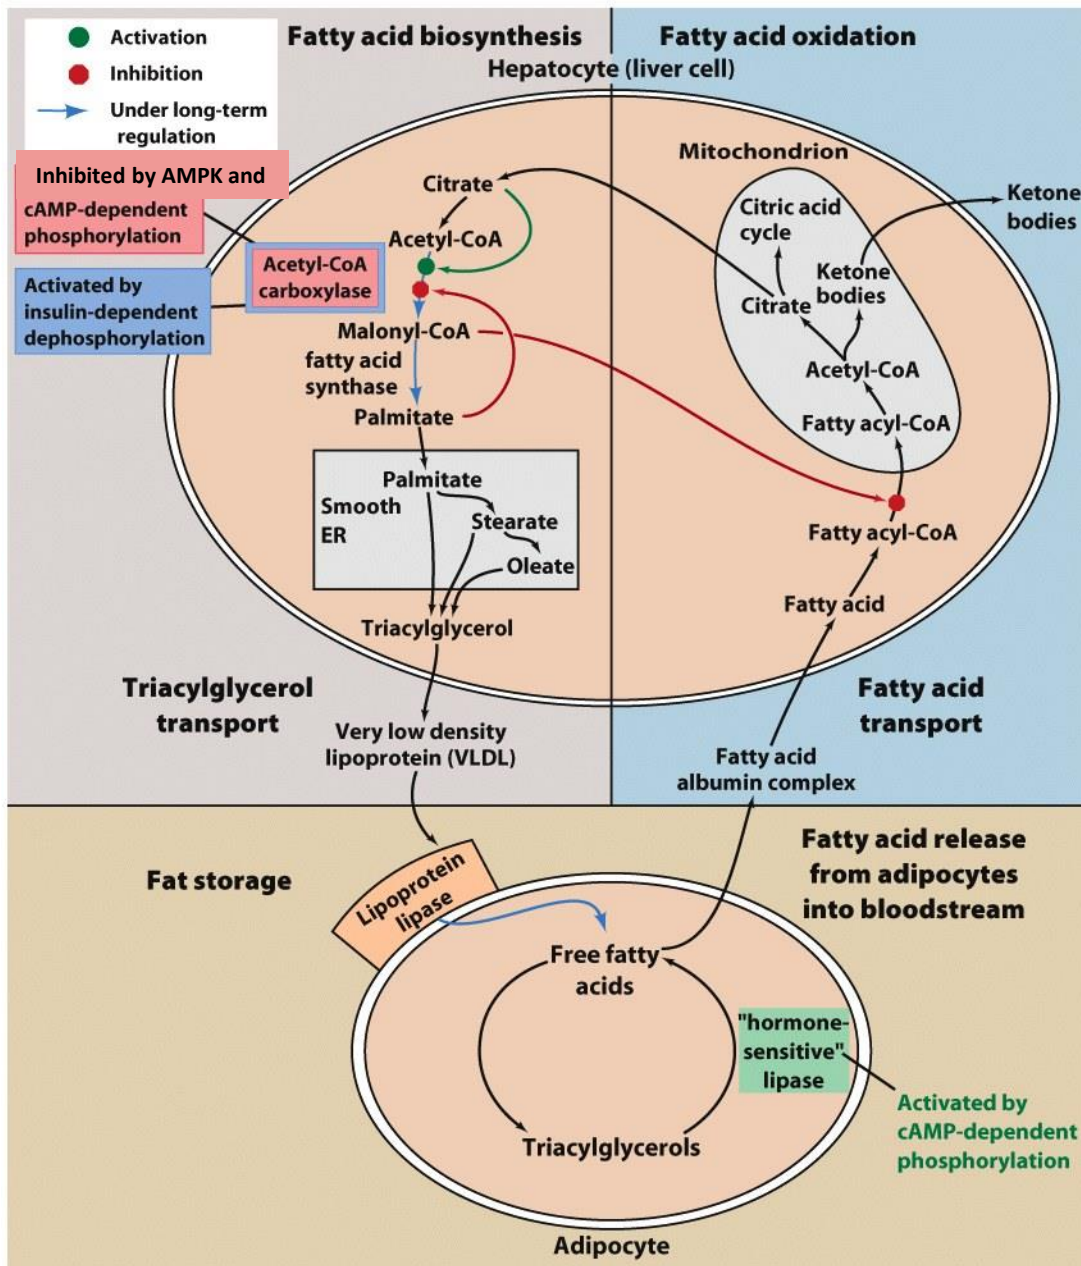 Activation
Inhibition
Under long-term
regulation
Fatty acid biosynthesis
Fatty acid oxidation
Hepatocyte (liver cell)
Inhibited by AMPK and
cAMP-dependent
phosphorylation
Activated by
insulin-dependent
dephosphorylation
Acetyl-CoA
carboxylase
Citrate
Acetyl-CoA
Malonyl-CoA
fatty acid
synthase
Palmitate
Palmitate
Smooth
ER
Stearate
Oleate
Triacylglycerol
Mitochondrion
Citric acid
cycle
Ketone
bodies
Ketone
bodies
Citrate
Acetyl-CoA
Fatty acyl-CoA
Fatty acyl-CoA
Fatty acid
Triacylglycerol
transport
Fatty acid
transport
Very low density
lipoprotein (VLDL)
Fatty acid
albumin complex
Fat storage
Lipoprotein
lipase
Fatty acid release
from adipocytes
into bloodstream
Free fatty
acids
"hormone-
sensitive"
lipase
Activated by
cAMP-dependent
phosphorylation
Triacylglycerols
Adipocyte